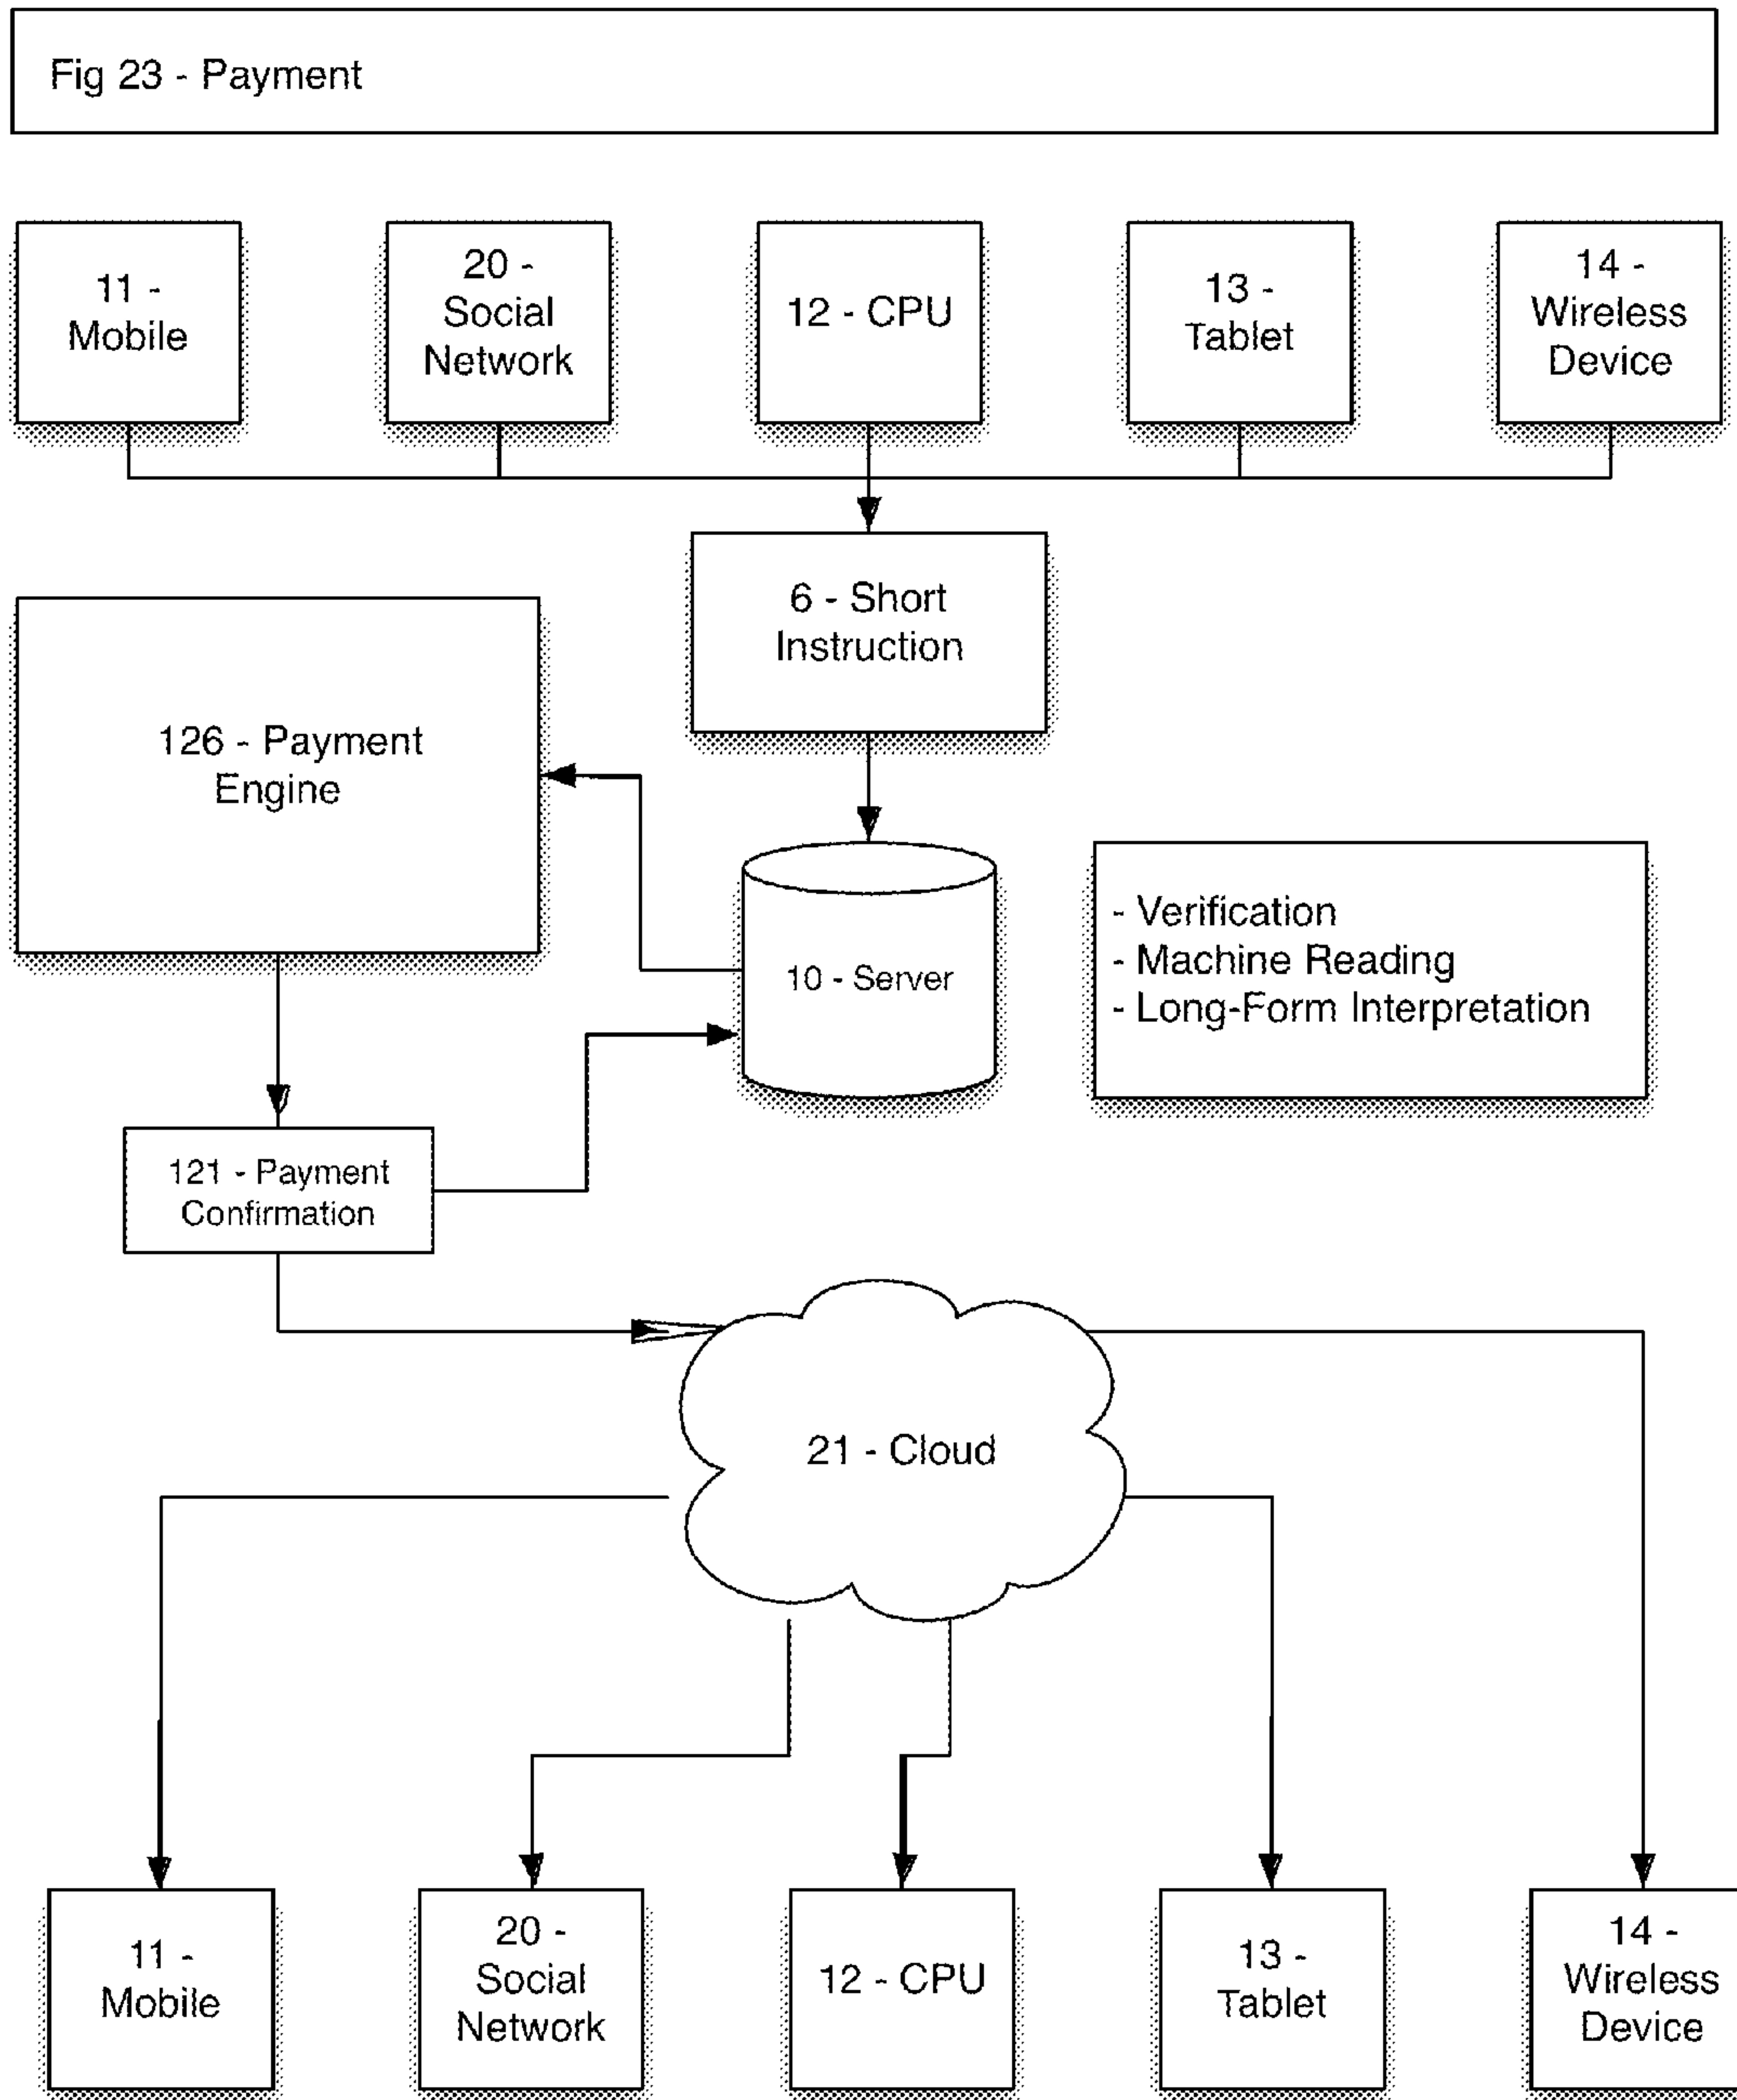 Fig 23 - Payment
11 -
Mobile
20 -
Social
Network
12 - CPU
13 -
Tablet
14 -
Wireless
Device
6 - Short
Instruction
126 - Payment
Engine
10 - Server
- Verification
- Machine Reading
- Long-Form Interpretation
121 - Payment
Confirmation
21 - Cloud
11 -
Mobile
20 -
Social
Network
12 - CPU
13 -
Tablet
14 -
Wireless
Device